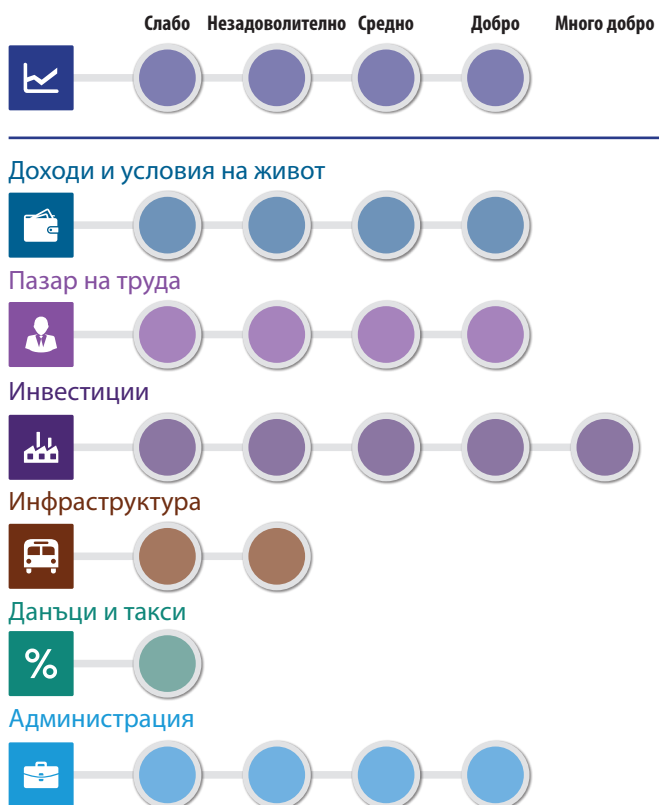 Слабо Незадоволително Средно Добро Много добро
Доходи и условия на живот
Пазар на труда
Инвестиции
Инфраструктура
Данъци и такси
%
Администрация